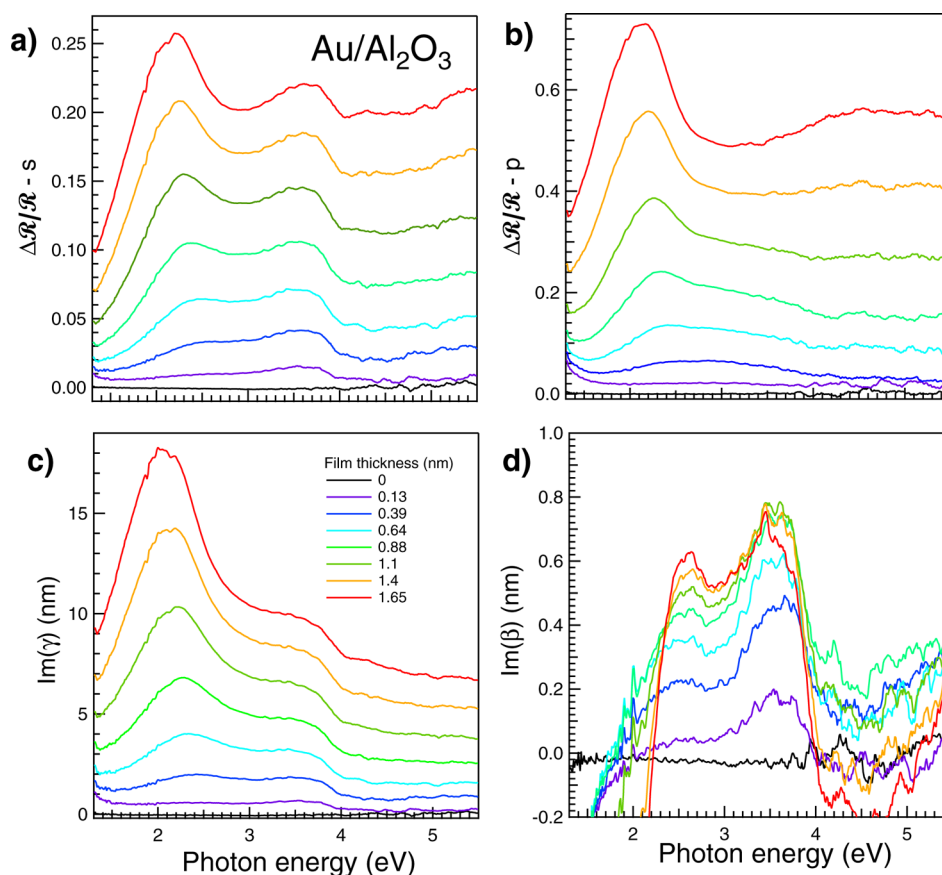 a)
Au/Al₂O₃
0.25
0.20
0.15
0.10
0.05
0.00
Δℛ/ℛ - s
b)
0.6
0.4
0.2
0.0
Δℛ/ℛ - p
c)
Film thickness (nm)
0
0.13
0.39
0.64
0.88
1.1
1.4
1.65
15
10
5
0
Im(γ) (nm)
2 3 4 5
Photon energy (eV)
d)
1.0
0.8
0.6
0.4
0.2
0.0
-0.2
Im(β) (nm)
2 3 4 5
Photon energy (eV)